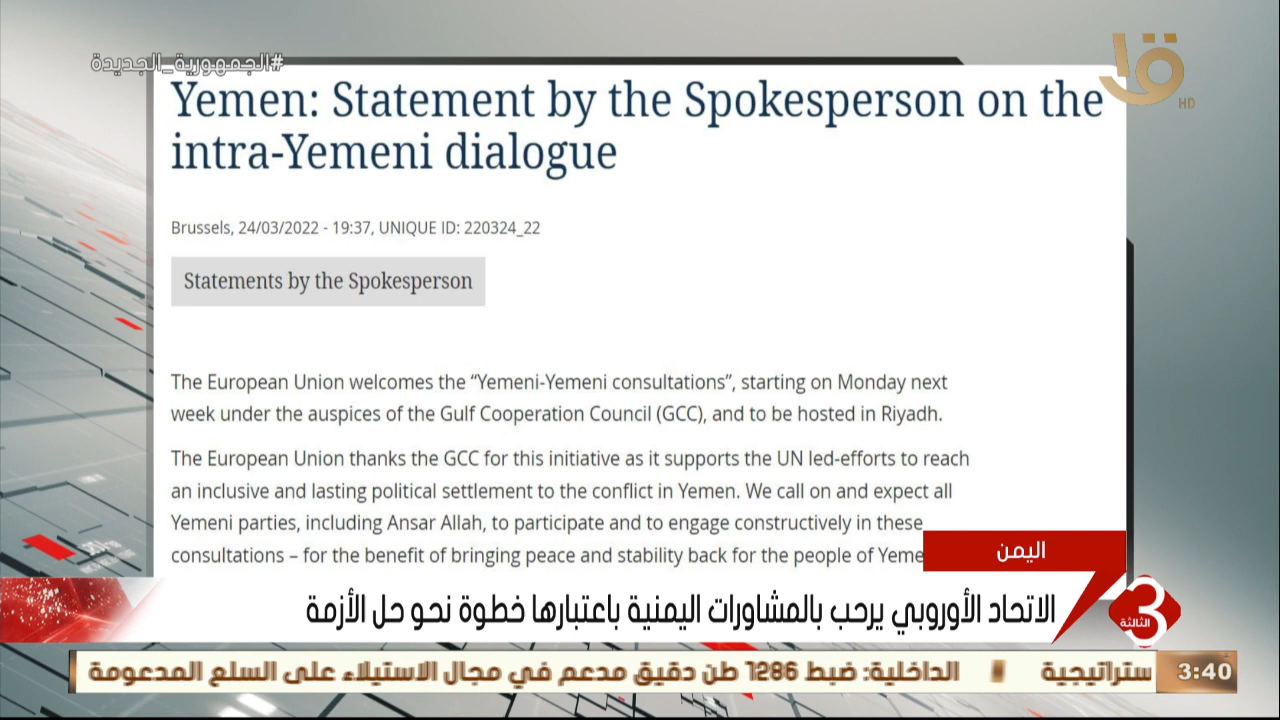 #الجمهورية_الجديدة
HD
Yemen: Statement by the Spokesperson on the
intra-Yemeni dialogue
Brussels, 24/03/2022 - 19:37, UNIQUE ID: 220324_22
Statements by the Spokesperson
The European Union welcomes the “Yemeni-Yemeni consultations”, starting on Monday next
week under the auspices of the Gulf Cooperation Council (GCC), and to be hosted in Riyadh.
The European Union thanks the GCC for this initiative as it supports the UN led-efforts to reach
an inclusive and lasting political settlement to the conflict in Yemen. We call on and expect all
Yemeni parties, including Ansar Allah, to participate and to engage constructively in these
consultations – for the benefit of bringing peace and stability back for the people of
اليمن
الاتحاد الأوروبي يرحب بالمشاورات اليمنية باعتبارها خطوة نحو حل الأزمة
3 الثالثة
3:40 ستراتيجية الداخلية: ضبط 1286 طن دقيق مدعم في مجال الاستيلاء على السلع المدعومة